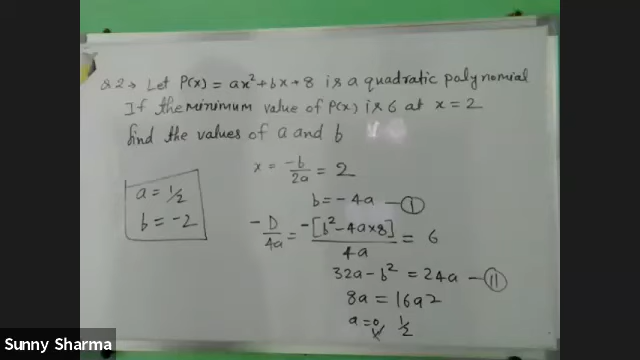 Q.2 → Let P(x) = ax² + bx + 8 is a quadratic polynomial
If the minimum value of P(x) is 6 at x = 2
find the values of a and b
x = -b/2a = 2
b = -4a —Ⓘ
-D/4a = -[b² - 4a×8]/4a = 6
32a - b² = 24a —Ⓘ Ⓘ
8a = 16a2
a = 0, 1/2
a = 1/2
b = -2
Sunny Sharma